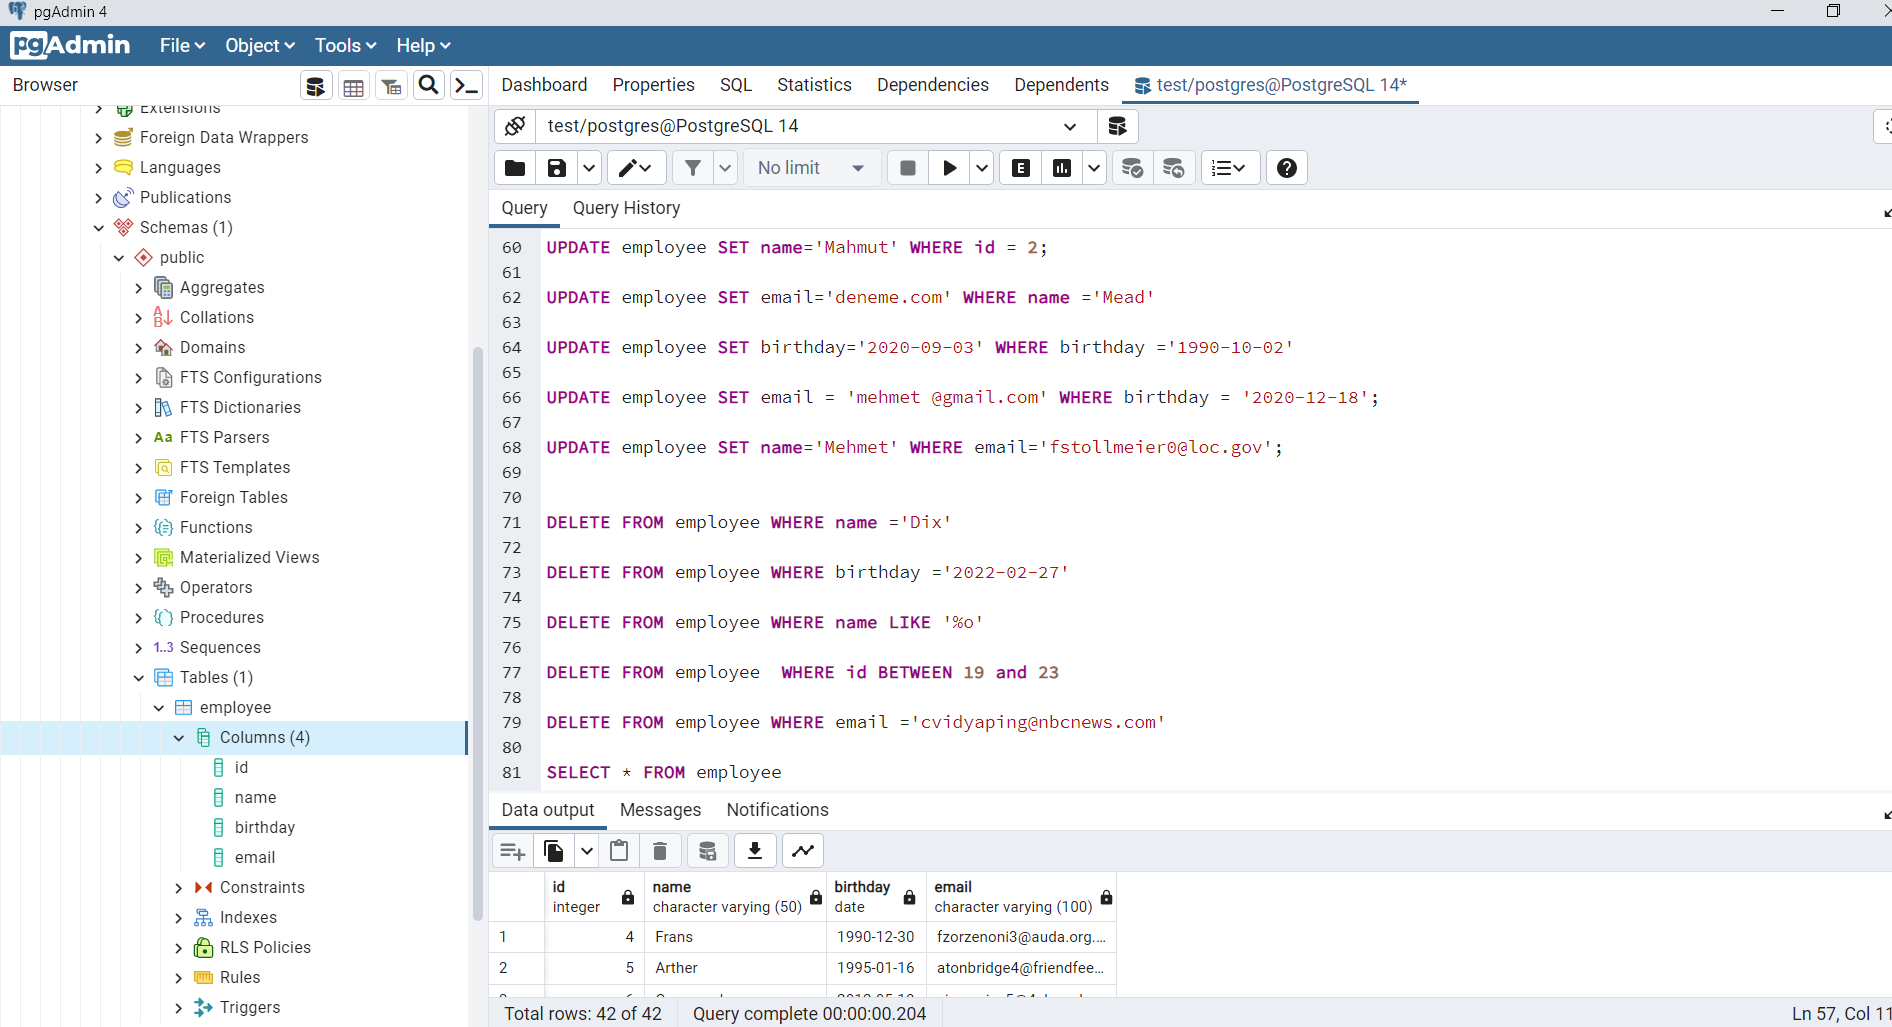 pgAdmin 4
pgAdmin File Object Tools Help
Browser
Dashboard Properties SQL Statistics Dependencies Dependents test/postgres@PostgreSQL 14*
Extensions
Foreign Data Wrappers
Languages
Publications
Schemas (1)
public
Aggregates
Collations
Domains
FTS Configurations
FTS Dictionaries
Aa FTS Parsers
FTS Templates
Foreign Tables
Functions
Materialized Views
Operators
Procedures
1..3 Sequences
Tables (1)
employee
Columns (4)
id
name
birthday
email
Constraints
Indexes
RLS Policies
Rules
Triggers
test/postgres@PostgreSQL 14
No limit E
Query Query History
60 UPDATE employee SET name='Mahmut' WHERE id = 2;
61
62 UPDATE employee SET email='deneme.com' WHERE name ='Mead'
63
64 UPDATE employee SET birthday='2020-09-03' WHERE birthday ='1990-10-02'
65
66 UPDATE employee SET email = 'mehmet @gmail.com' WHERE birthday = '2020-12-18';
67
68 UPDATE employee SET name='Mehmet' WHERE email='fstollmeier0@loc.gov';
69
70
71 DELETE FROM employee WHERE name ='Dix'
72
73 DELETE FROM employee WHERE birthday ='2022-02-27'
74
75 DELETE FROM employee WHERE name LIKE '%o'
76
77 DELETE FROM employee  WHERE id BETWEEN 19 and 23
78
79 DELETE FROM employee WHERE email ='cvidyaping@nbcnews.com'
80
81 SELECT * FROM employee
Data output Messages Notifications
id name birthday email
integer character varying (50) date character varying (100)
1 4 Frans 1990-12-30 fzorzenoni3@auda.org....
2 5 Arther 1995-01-16 atonbridge4@friendfee...
Total rows: 42 of 42 Query complete 00:00:00.204 Ln 57, Col 11